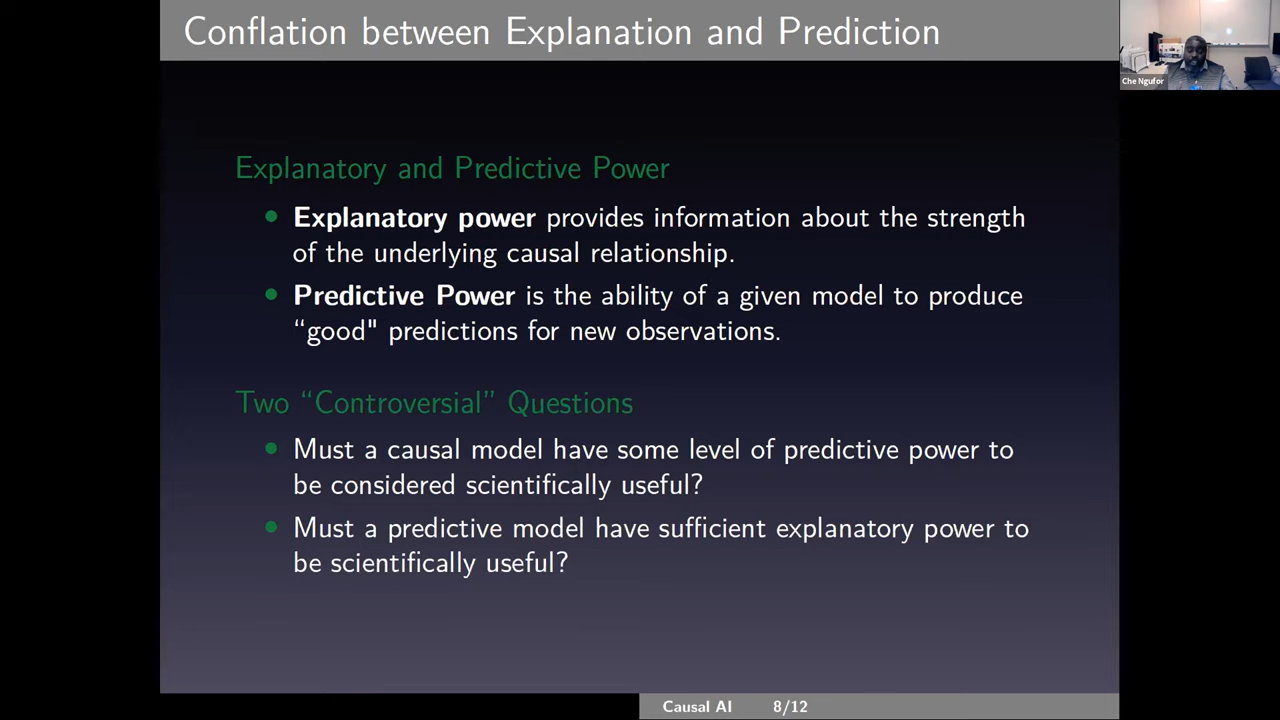 Conflation between Explanation and Prediction
Che Ngufor
Explanatory and Predictive Power
• Explanatory power provides information about the strength
of the underlying causal relationship.
• Predictive Power is the ability of a given model to produce
“good" predictions for new observations.
Two “Controversial” Questions
• Must a causal model have some level of predictive power to
be considered scientifically useful?
• Must a predictive model have sufficient explanatory power to
be scientifically useful?
Causal AI 8/12